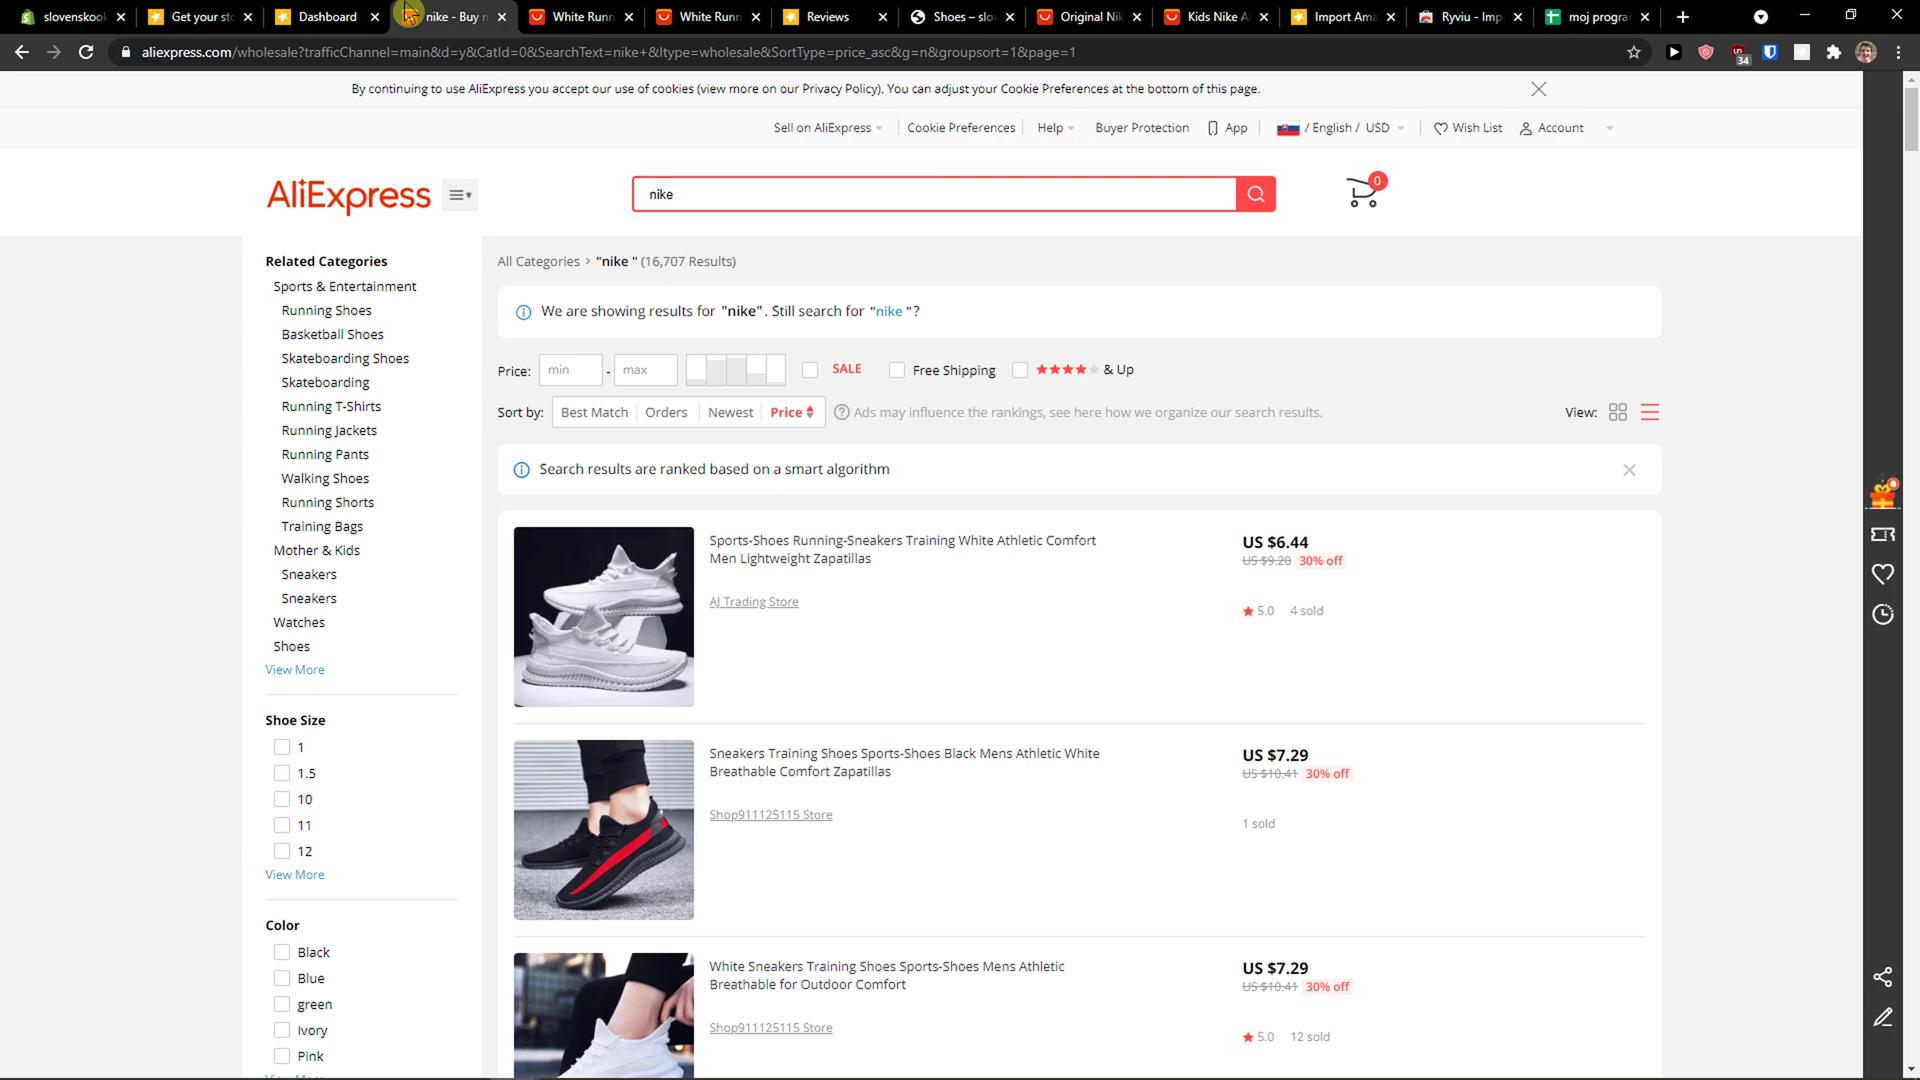 slovenskoo
Get your sto
Dashboard
nike - Buy n
White Runn
White Runn
Reviews
Shoes – slov
Original Nik
Kids Nike Ai
Import Ama
Ryviu - Imp
moj progra
aliexpress.com/wholesale?trafficChannel=main&d=y&CatId=0&SearchText=nike+&ltype=wholesale&SortType=price_asc&g=n&groupsort=1&page=1
34
By continuing to use AliExpress you accept our use of cookies (view more on our Privacy Policy). You can adjust your Cookie Preferences at the bottom of this page.
Sell on AliExpress
Cookie Preferences
Help
Buyer Protection
App
/ English / USD
Wish List
Account
AliExpress
nike
0
Related Categories
Sports & Entertainment
Running Shoes
Basketball Shoes
Skateboarding Shoes
Skateboarding
Running T-Shirts
Running Jackets
Running Pants
Walking Shoes
Running Shorts
Training Bags
Mother & Kids
Sneakers
Sneakers
Watches
Shoes
View More
Shoe Size
1
1.5
10
11
12
View More
Color
Black
Blue
green
Ivory
Pink
View More
All Categories > "nike " (16,707 Results)
We are showing results for "nike". Still search for "nike "?
Price: min - max SALE Free Shipping & Up
Sort by: Best Match Orders Newest Price Ads may influence the rankings, see here how we organize our search results. View:
Search results are ranked based on a smart algorithm
Sports-Shoes Running-Sneakers Training White Athletic Comfort
Men Lightweight Zapatillas
AJ Trading Store
US $6.44
US $9.20 30% off
5.0 4 sold
Sneakers Training Shoes Sports-Shoes Black Mens Athletic White
Breathable Comfort Zapatillas
Shop911125115 Store
US $7.29
US $10.41 30% off
1 sold
White Sneakers Training Shoes Sports-Shoes Mens Athletic
Breathable for Outdoor Comfort
Shop911125115 Store
US $7.29
US $10.41 30% off
5.0 12 sold